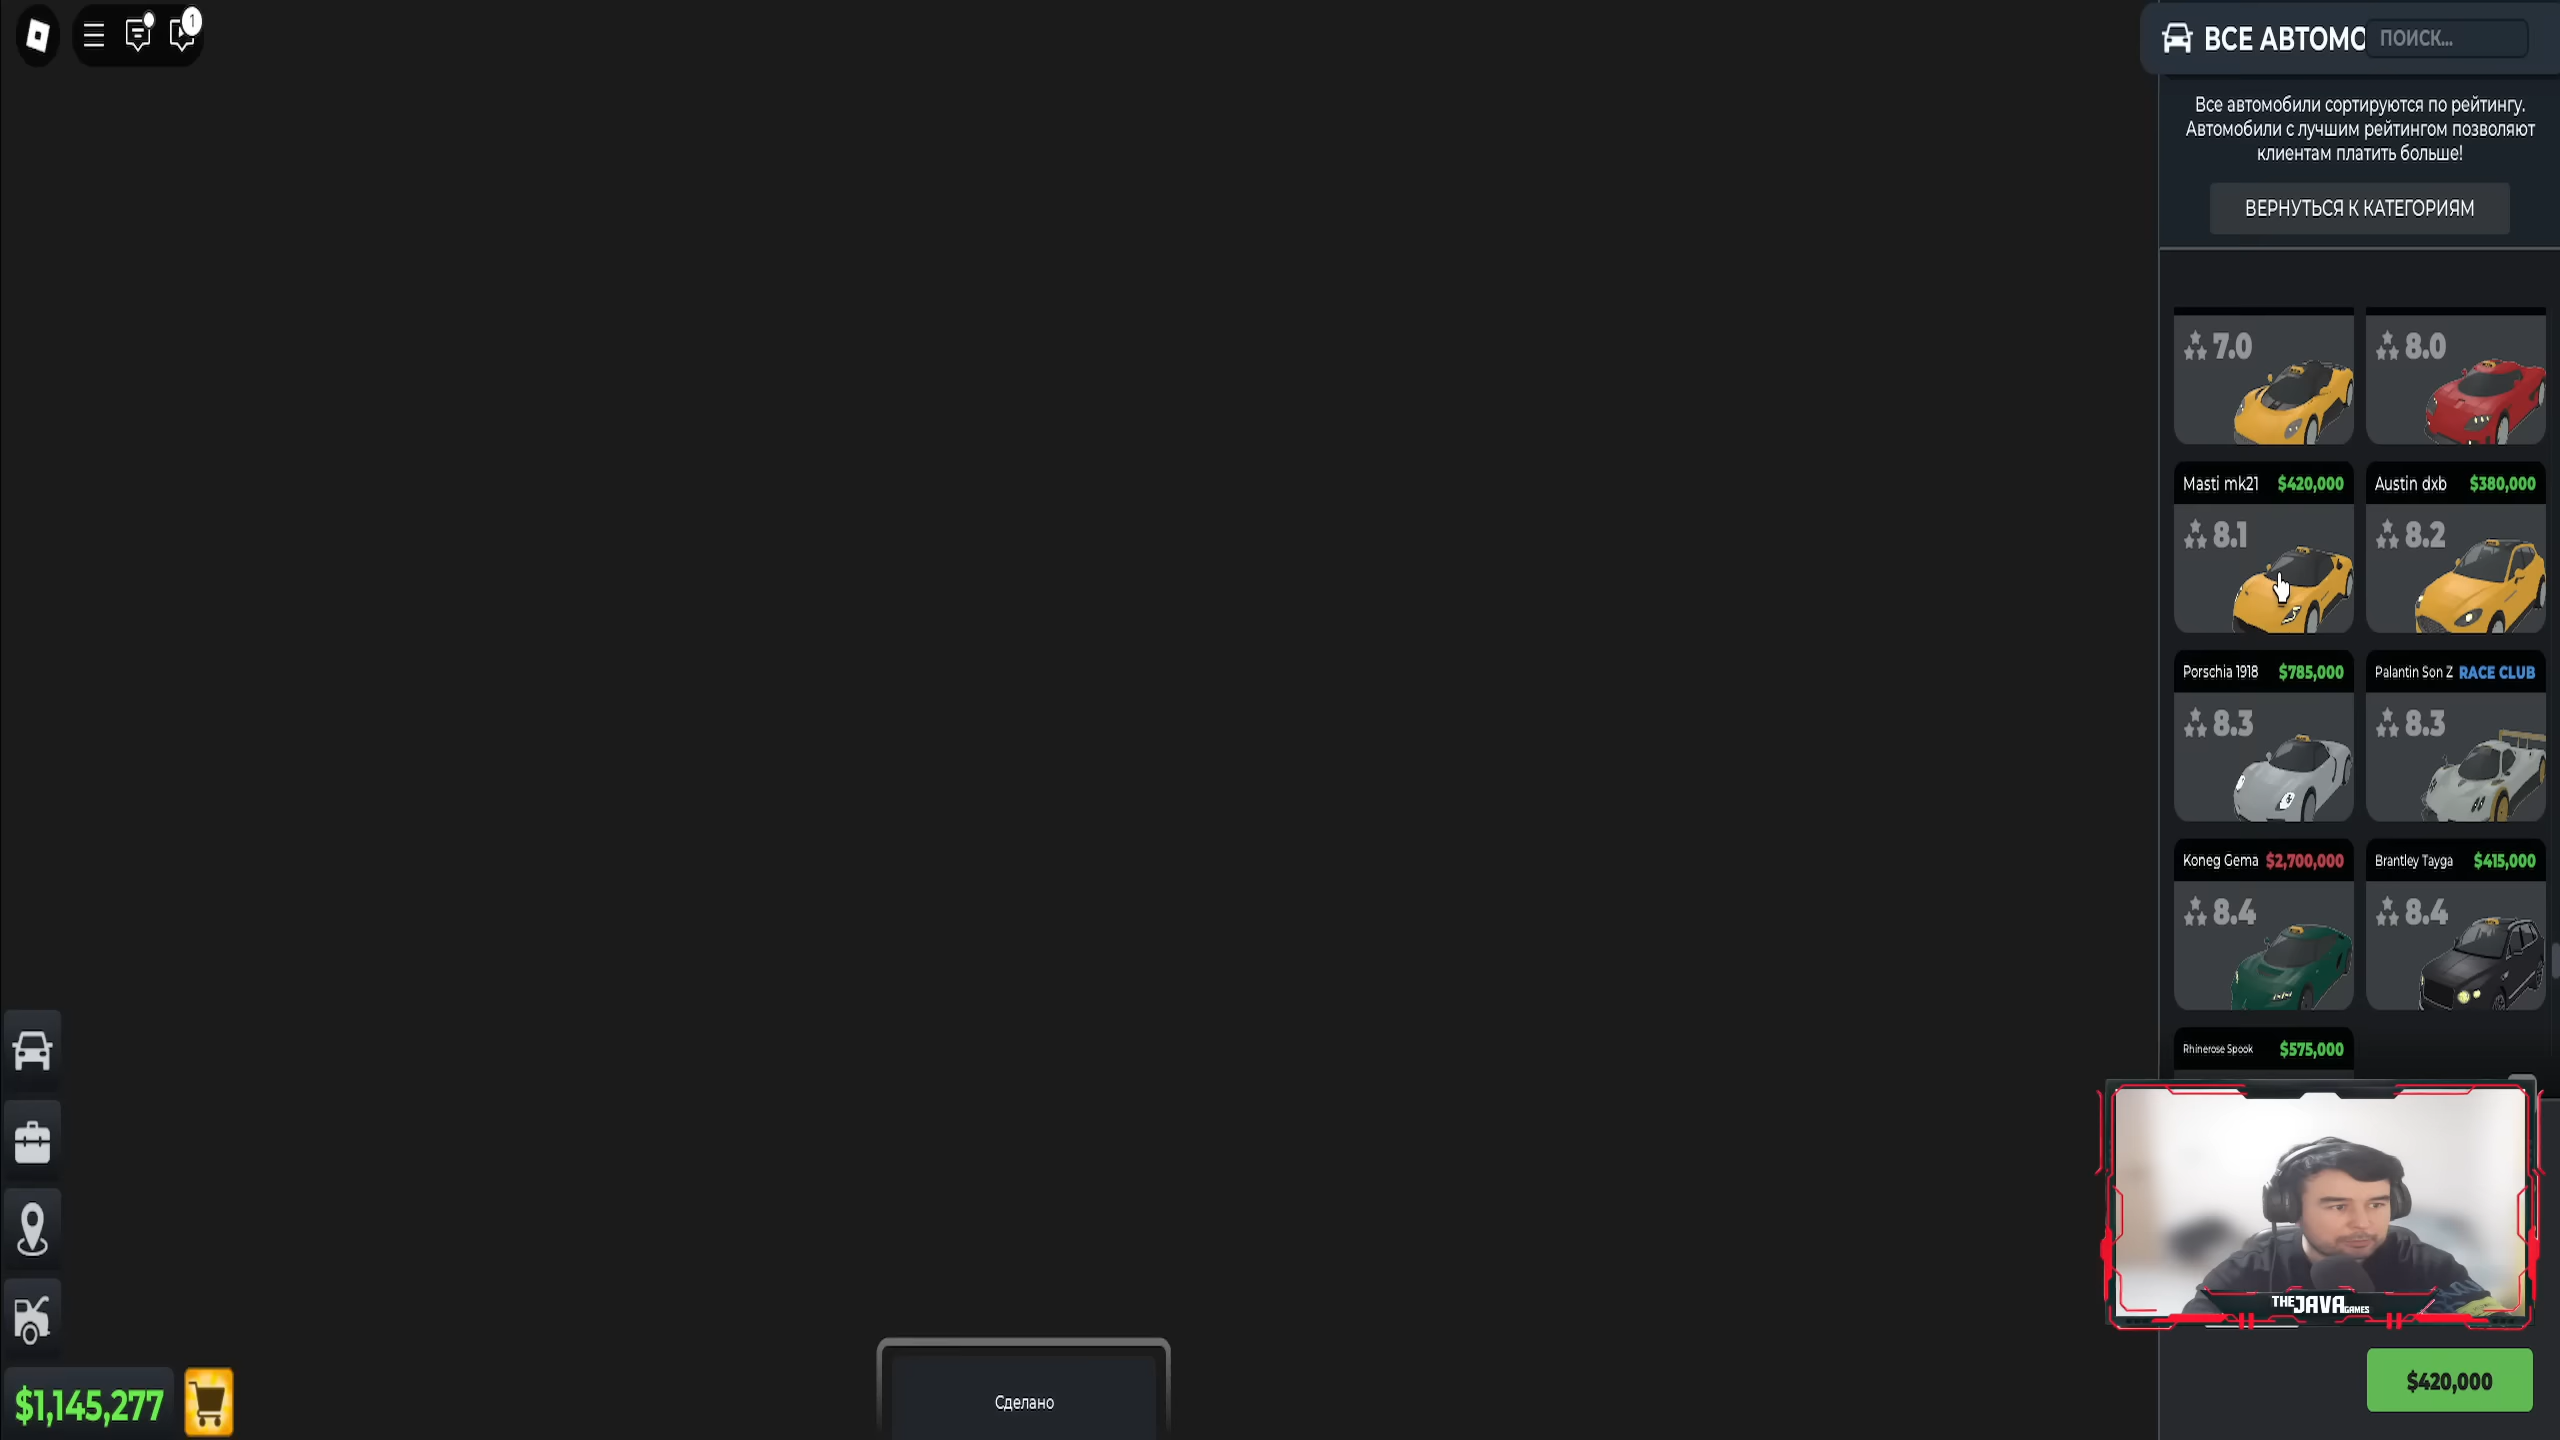 1
ВСЕ АВТОМО
ПОИСК...
Все автомобили сортируются по рейтингу.
Автомобили с лучшим рейтингом позволяют
клиентам платить больше!
ВЕРНУТЬСЯ К КАТЕГОРИЯМ
7.0
8.0
Masti mk21 $420,000
Austin dxb $380,000
8.1
8.2
Porschia 1918 $785,000
Palantin Son Z RACE CLUB
8.3
8.3
Koneg Gema $2,700,000
Brantley Tayga $415,000
8.4
8.4
Rhinerose Spook $575,000
THE JAVA GAMES
$420,000
$1,145,277
Сделано